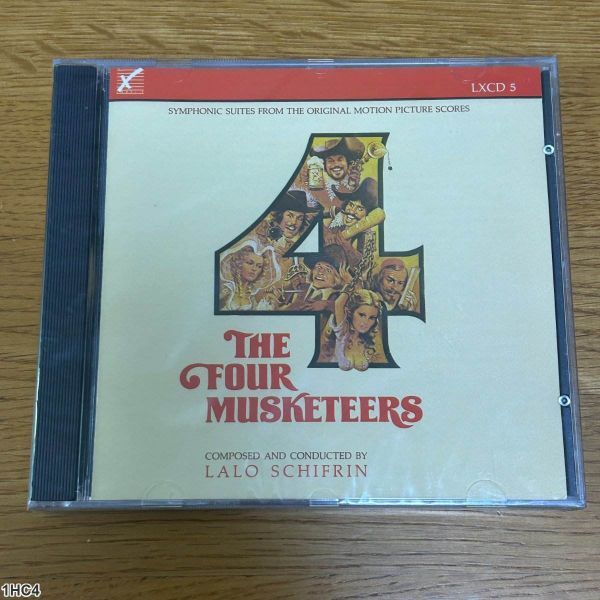 LXCD 5
SYMPHONIC SUITES FROM THE ORIGINAL MOTION PICTURE SCORES
4
THE
FOUR
MUSKETEERS
COMPOSED AND CONDUCTED BY
LALO SCHIFRIN
1HC4